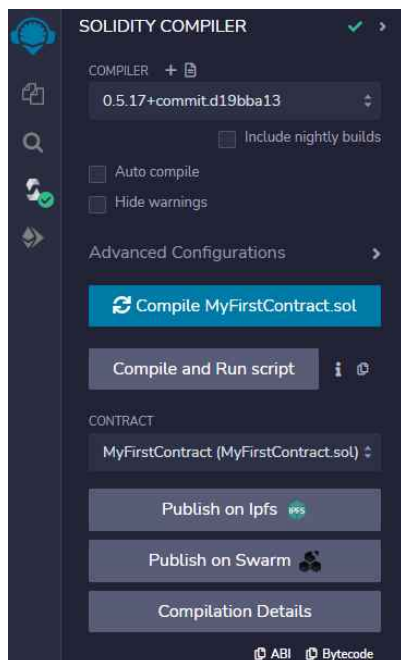 SOLIDITY COMPILER
COMPILER
0.5.17+commit.d19bba13
Include nightly builds
Auto compile
Hide warnings
Advanced Configurations
Compile MyFirstContract.sol
Compile and Run script
CONTRACT
MyFirstContract (MyFirstContract.sol)
Publish on Ipfs IPFS
Publish on Swarm
Compilation Details
ABI Bytecode